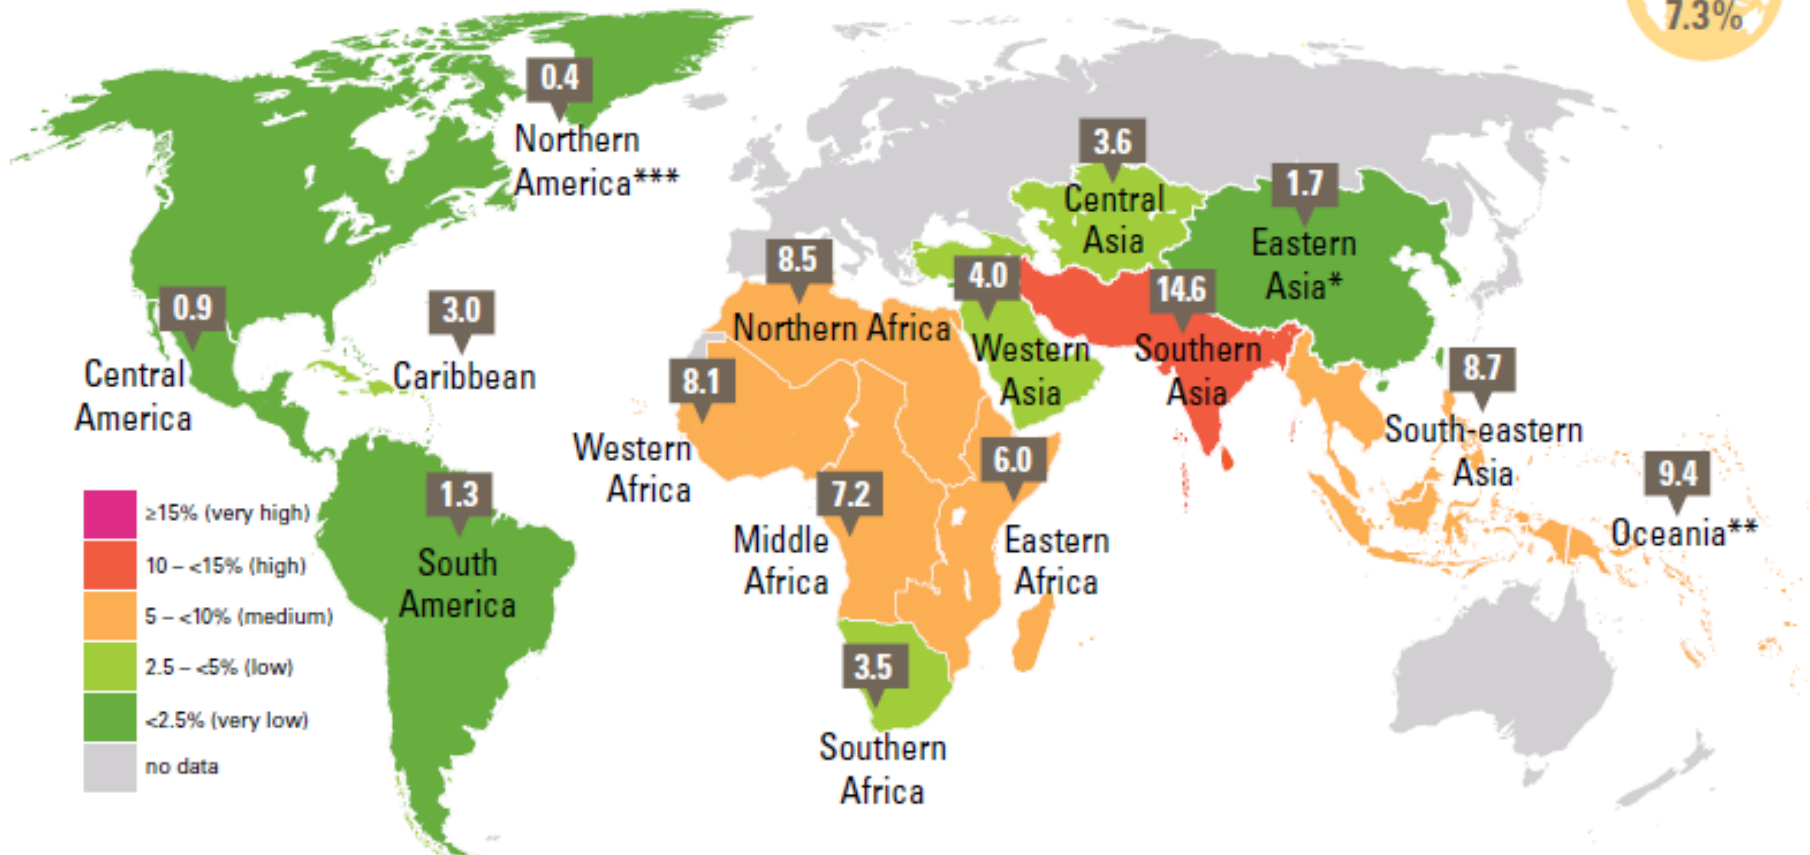 7.3%
0.4
Northern
America***
3.6
Central
Asia
1.7
Eastern
Asia*
8.5
Northern Africa
4.0
Western
Asia
14.6
Southern
Asia
0.9
Central
America
3.0
Caribbean
8.1
Western
Africa
8.7
South-eastern
Asia
6.0
Eastern
Africa
9.4
Oceania**
1.3
South
America
7.2
Middle
Africa
3.5
Southern
Africa
≥15% (very high)
10 – <15% (high)
5 – <10% (medium)
2.5 – <5% (low)
<2.5% (very low)
no data